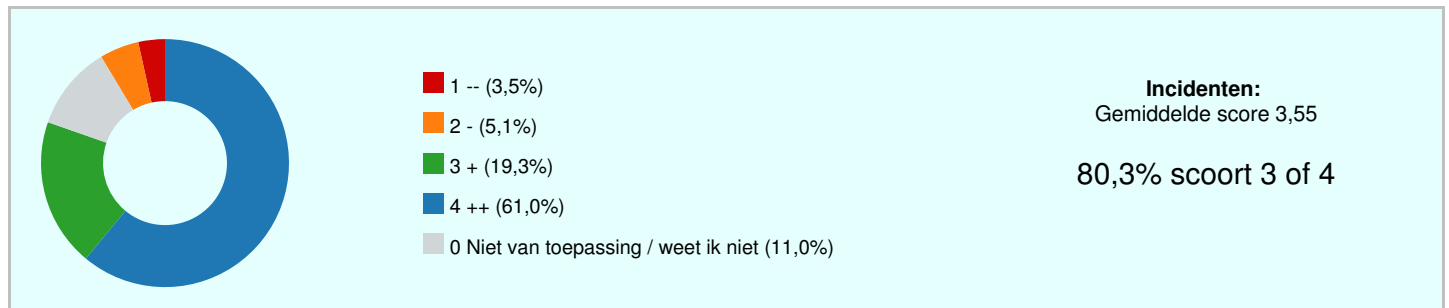 1 -- (3,5%)
2 - (5,1%)
3 + (19,3%)
4 ++ (61,0%)
0 Niet van toepassing / weet ik niet (11,0%)
Incidenten:
Gemiddelde score 3,55
80,3% scoort 3 of 4